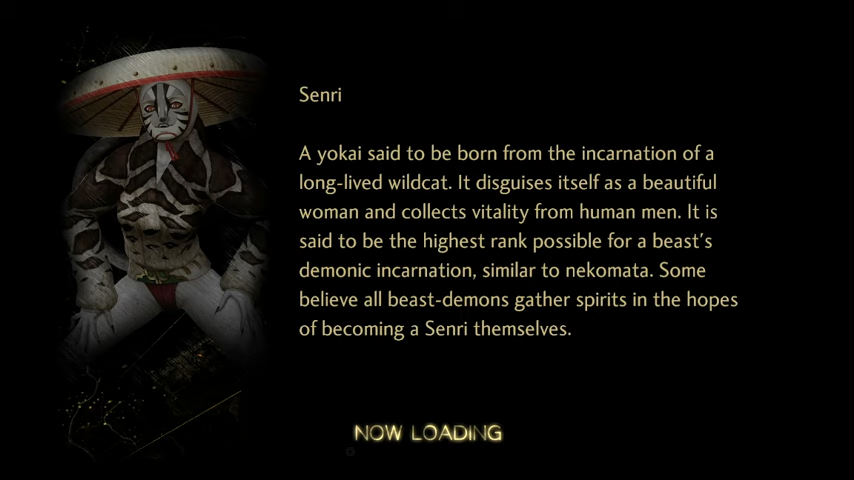 Senri
A yokai said to be born from the incarnation of a
long-lived wildcat. It disguises itself as a beautiful
woman and collects vitality from human men. It is
said to be the highest rank possible for a beast's
demonic incarnation, similar to nekomata. Some
believe all beast-demons gather spirits in the hopes
of becoming a Senri themselves.
NOW LOADING